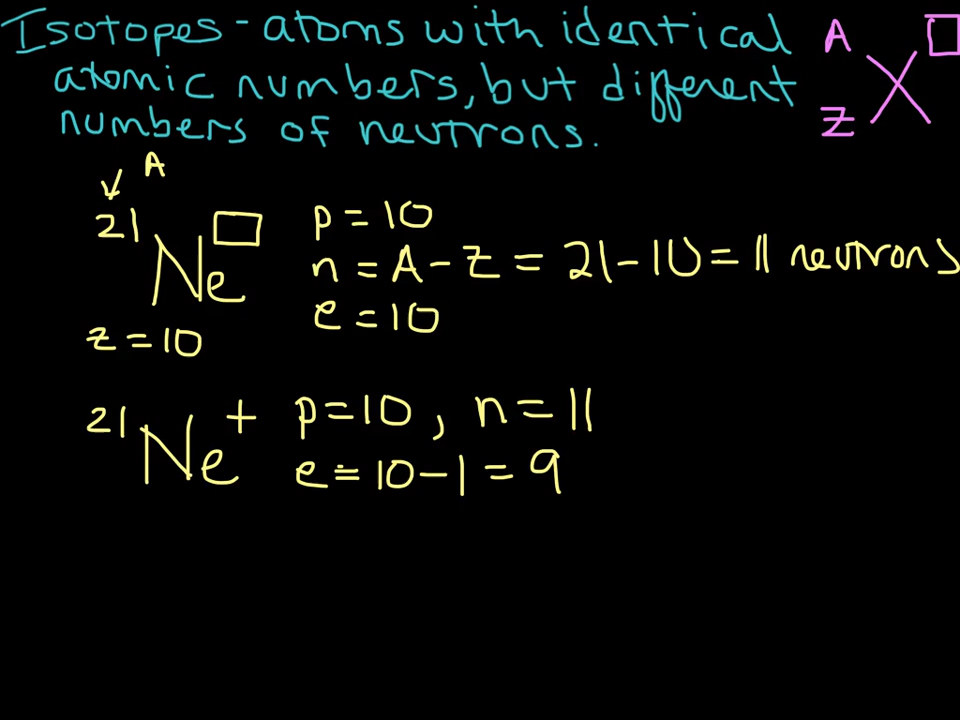 Isotopes - atoms with identical
atomic numbers, but different
numbers of neutrons.
A
Z X □
A
21 Ne □
z = 10
p = 10
n = A - Z = 21 - 10 = 11 neutrons
e = 10
21 Ne + p = 10, n = 11
e = 10 - 1 = 9